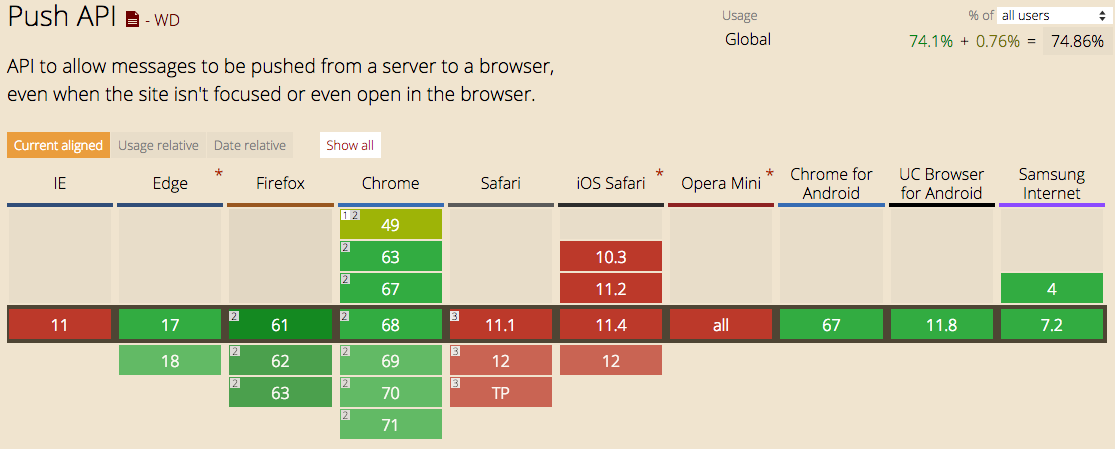 Push API - WD
Usage % of all users
Global 74.1% + 0.76% = 74.86%
API to allow messages to be pushed from a server to a browser,
even when the site isn't focused or even open in the browser.
Current aligned Usage relative Date relative Show all
IE Edge * Firefox Chrome Safari iOS Safari * Opera Mini * Chrome for Android UC Browser for Android Samsung Internet
1 2 49
2 63 10.3
2 67 11.2 4
11 17 2 61 2 68 3 11.1 11.4 all 67 11.8 7.2
18 2 62 2 69 3 12 12
2 63 2 70 3 TP
2 71